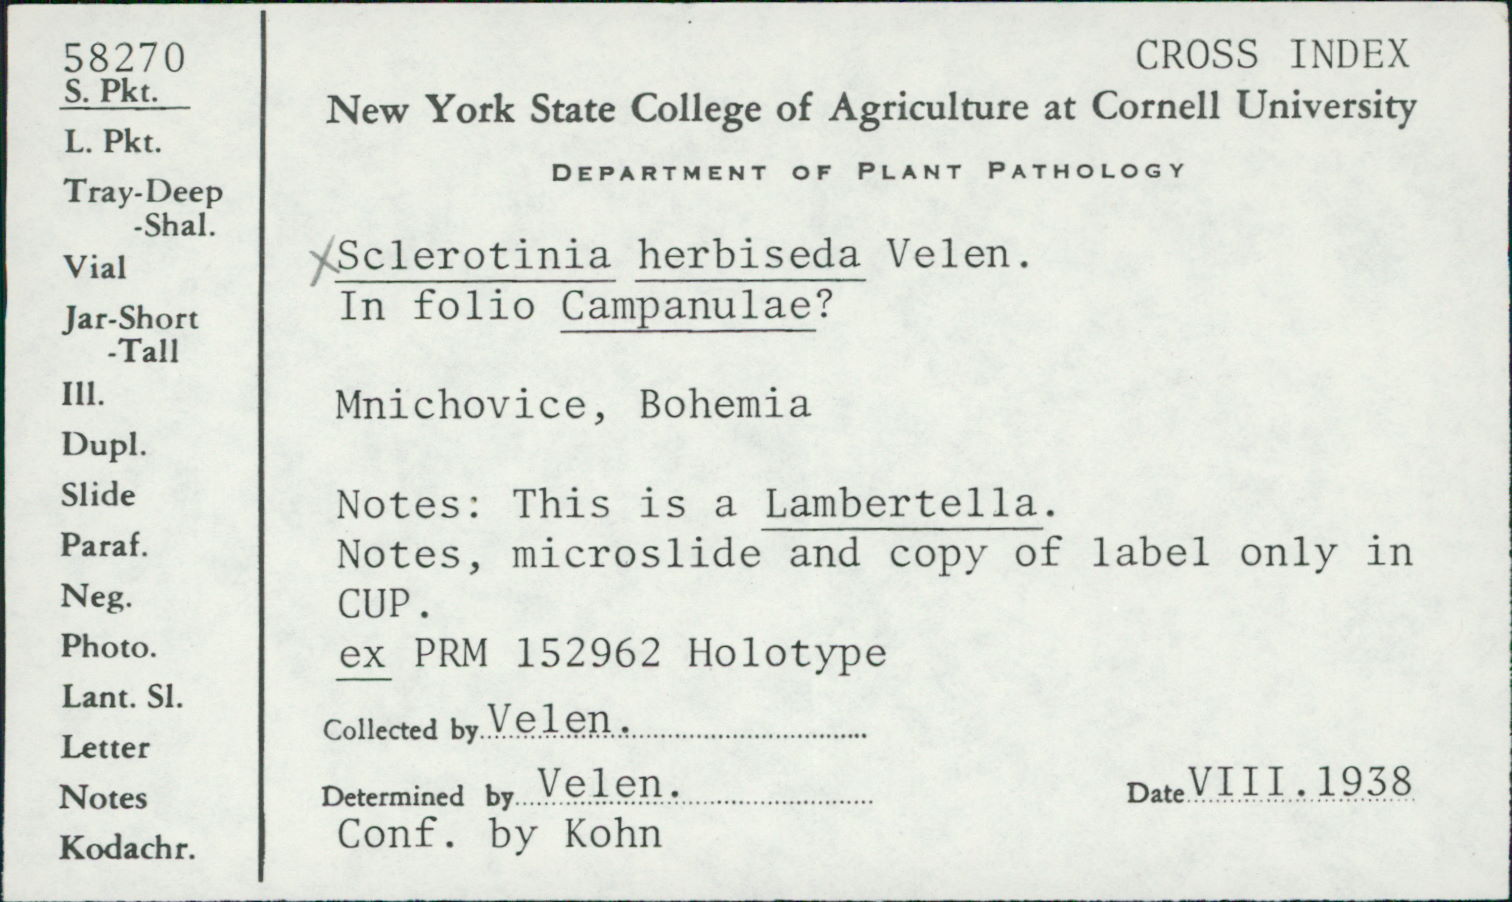 58270
S. Pkt.
L. Pkt.
Tray-Deep
-Shal.
Vial
Jar-Short
-Tall
Ill.
Dupl.
Slide
Paraf.
Neg.
Photo.
Lant. Sl.
Letter
Notes
Kodachr.
CROSS INDEX
New York State College of Agriculture at Cornell University
DEPARTMENT OF PLANT PATHOLOGY
Sclerotinia herbiseda Velen.
In folio Campanulae?
Mnichovice, Bohemia
Notes: This is a Lambertella.
Notes, microslide and copy of label only in
CUP.
ex PRM 152962 Holotype
Collected by Velen.
Determined by Velen. Date VIII.1938
Conf. by Kohn